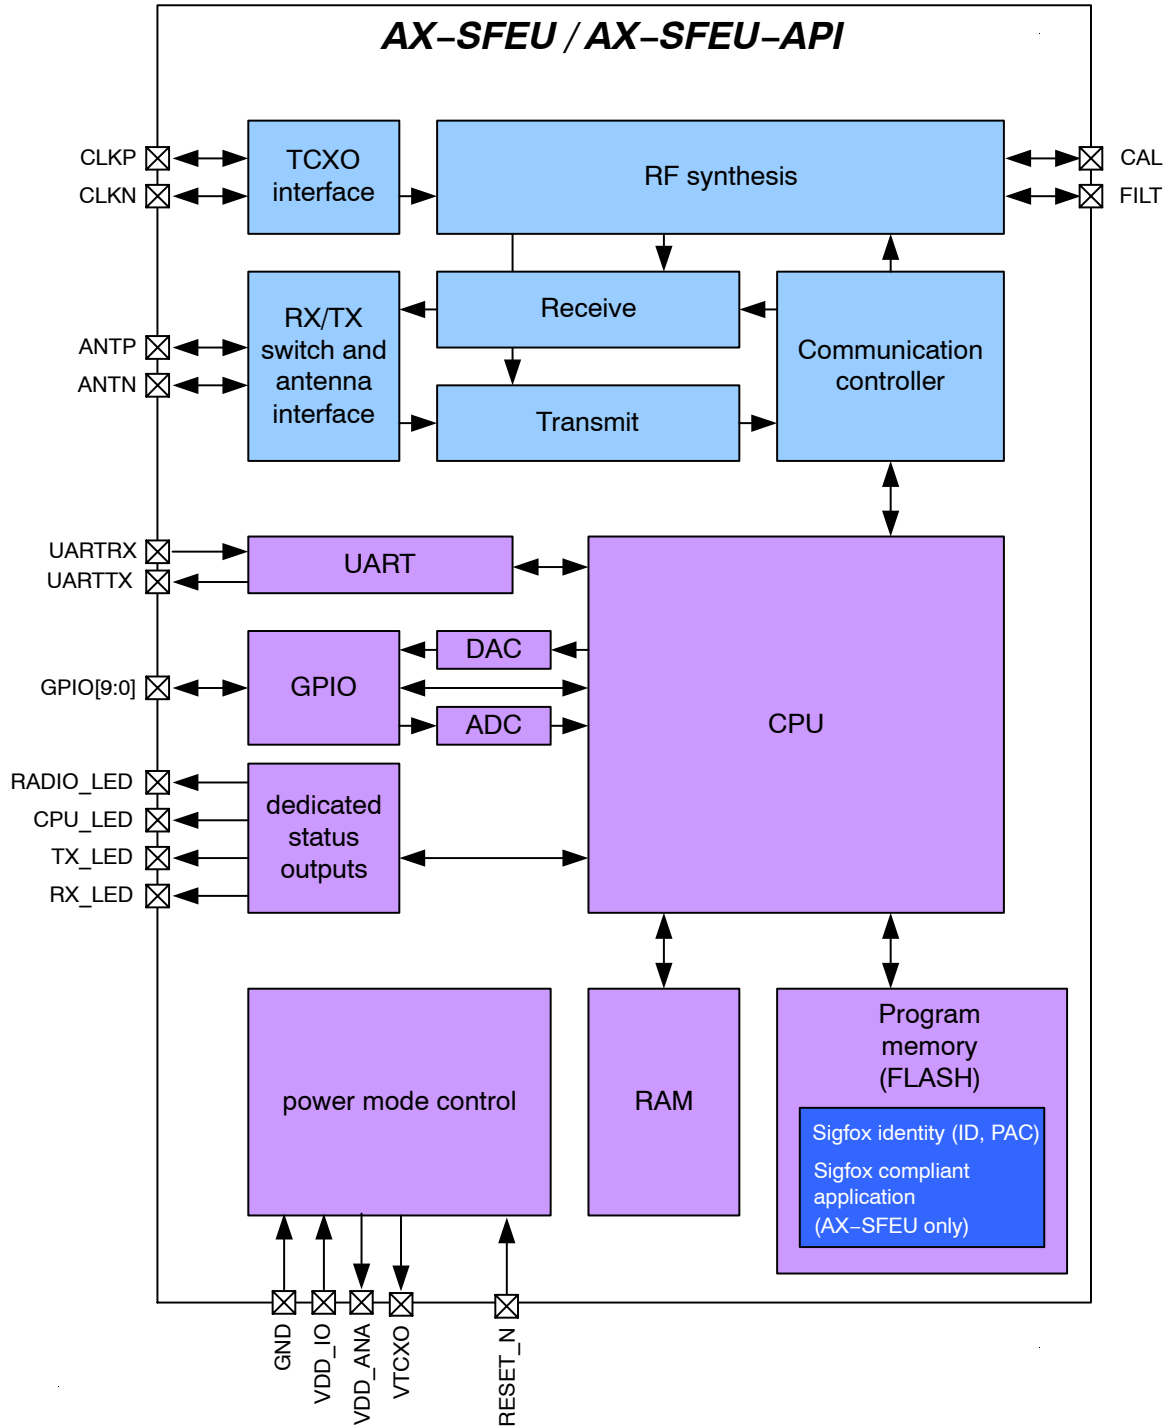 AX–SFEU / AX–SFEU–API
CLKP
CLKN
TCXO
interface
RF synthesis
CAL
FILT
ANTP
ANTN
RX/TX
switch and
antenna
interface
Receive
Transmit
Communication
controller
UARTRX
UARTTX
UART
GPIO[9:0]
GPIO
DAC
ADC
CPU
RADIO_LED
CPU_LED
TX_LED
RX_LED
dedicated
status
outputs
power mode control
RAM
Program
memory
(FLASH)
Sigfox identity (ID, PAC)
Sigfox compliant
application
(AX–SFEU only)
GND
VDD_IO
VDD_ANA
VTCXO
RESET_N